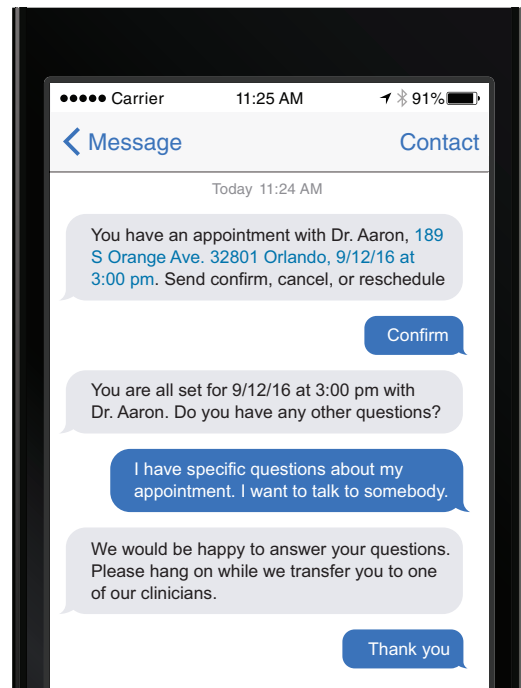 Carrier 11:25 AM 91%
Message Contact
Today 11:24 AM
You have an appointment with Dr. Aaron, 189
S Orange Ave. 32801 Orlando, 9/12/16 at
3:00 pm. Send confirm, cancel, or reschedule
Confirm
You are all set for 9/12/16 at 3:00 pm with
Dr. Aaron. Do you have any other questions?
I have specific questions about my
appointment. I want to talk to somebody.
We would be happy to answer your questions.
Please hang on while we transfer you to one
of our clinicians.
Thank you